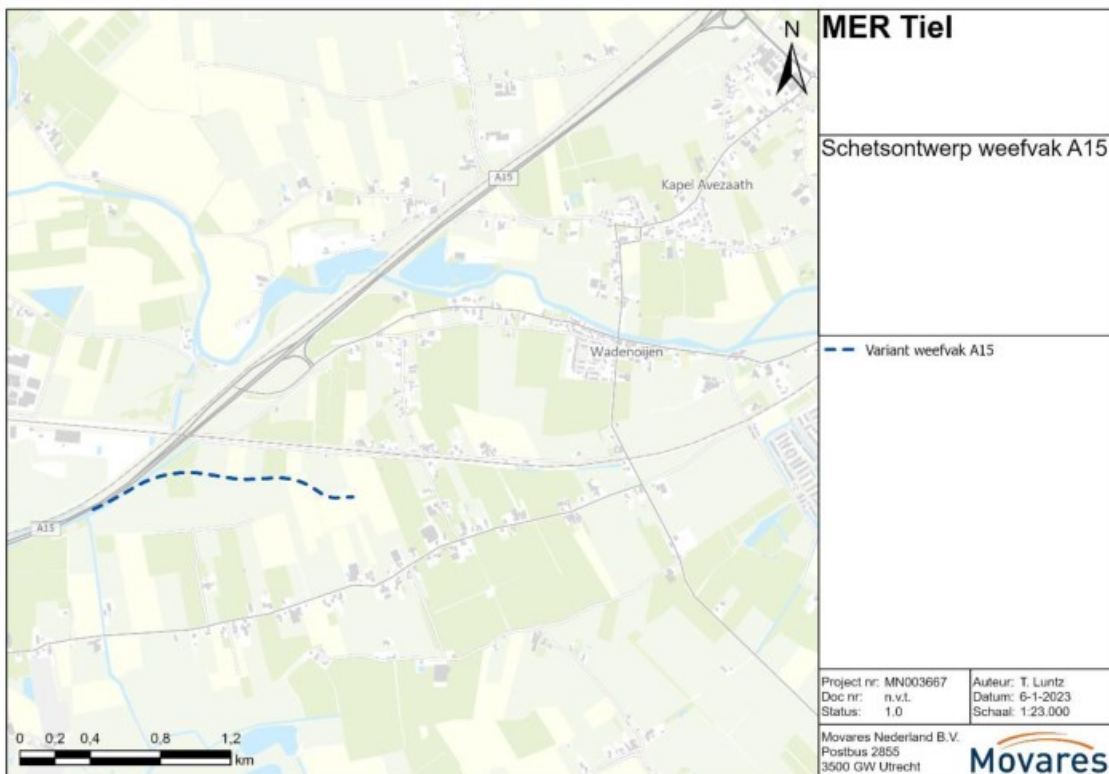 MER Tiel
Schetsontwerp weefvak A15
N
A15
Kapel Avezaath
Wadenoijen
A15
Variant weefvak A15
0 0,2 0,4 0,8 1,2
km
Project nr: MN003667
Doc nr: n.v.t.
Status: 1.0
Auteur: T. Luntz
Datum: 6-1-2023
Schaal: 1:23.000
Movares Nederland B.V.
Postbus 2855
3500 GW Utrecht
Movares